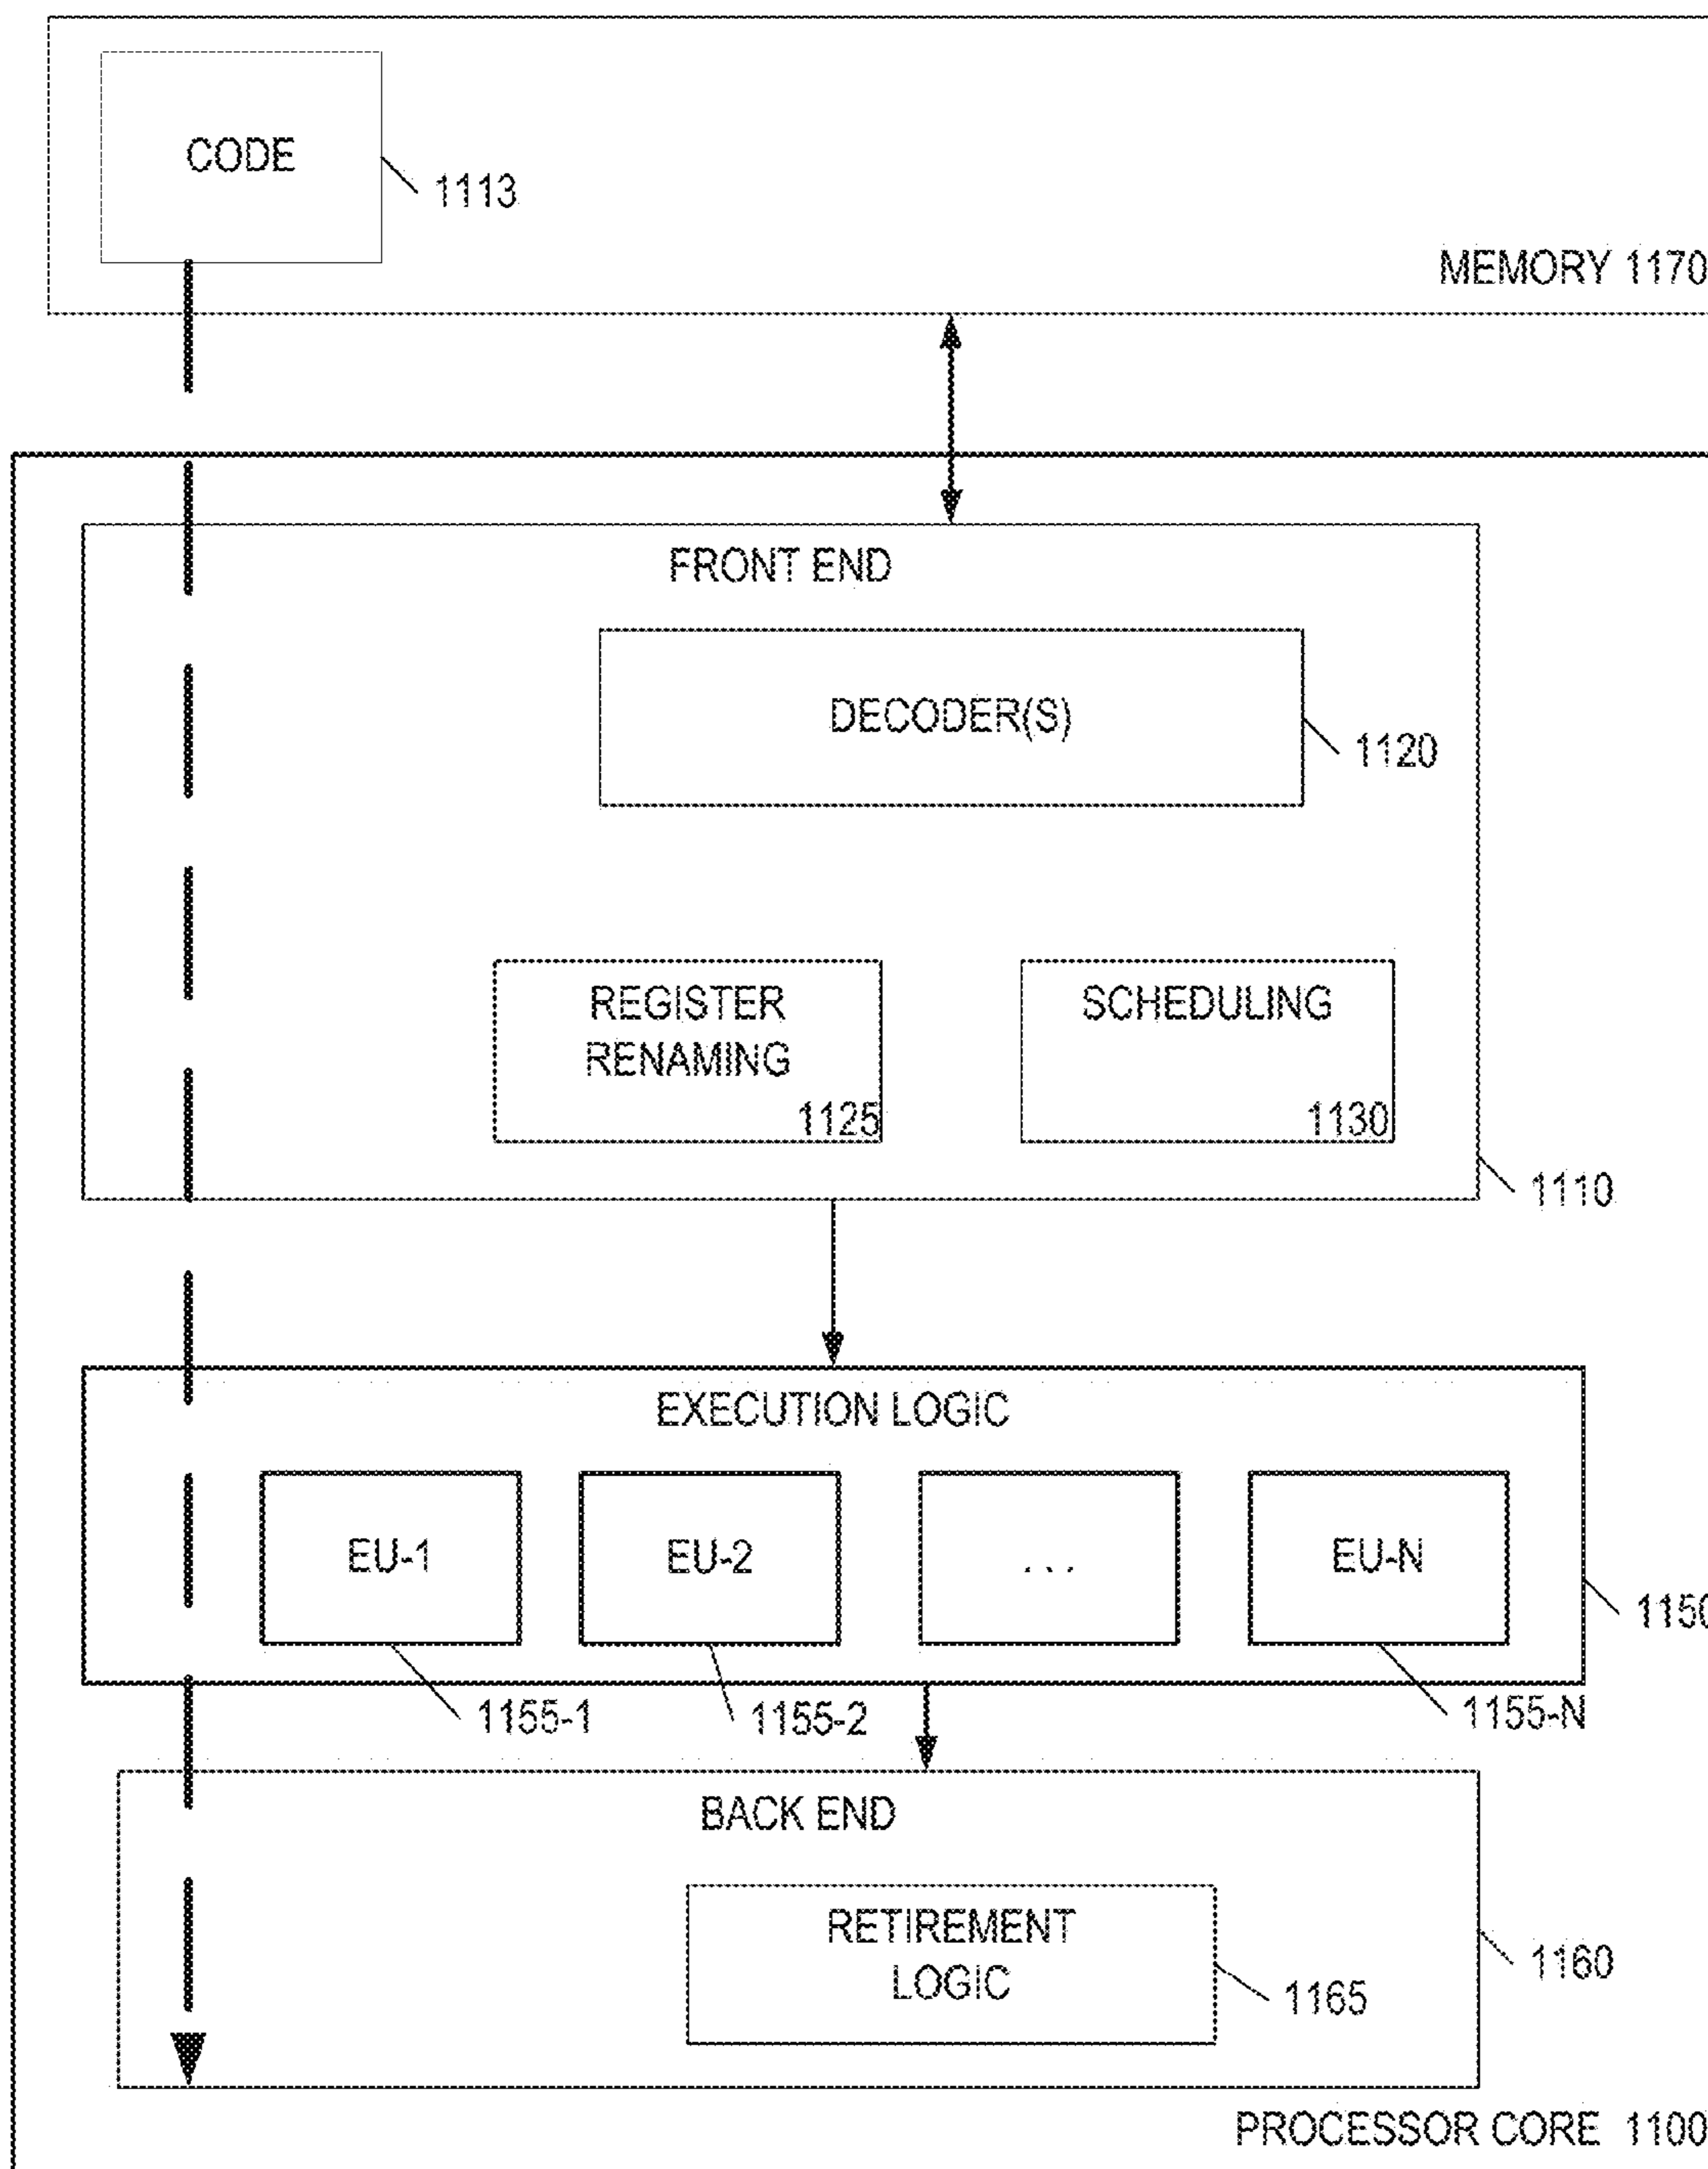 CODE
1113
MEMORY 1170
FRONT END
DECODER(S)
1120
REGISTER
RENAMING
1125
SCHEDULING
1130
1110
EXECUTION LOGIC
EU-1
EU-2
. . .
EU-N
1150
1155-1
1155-2
1155-N
BACK END
RETIREMENT
LOGIC
1165
1160
PROCESSOR CORE 1100